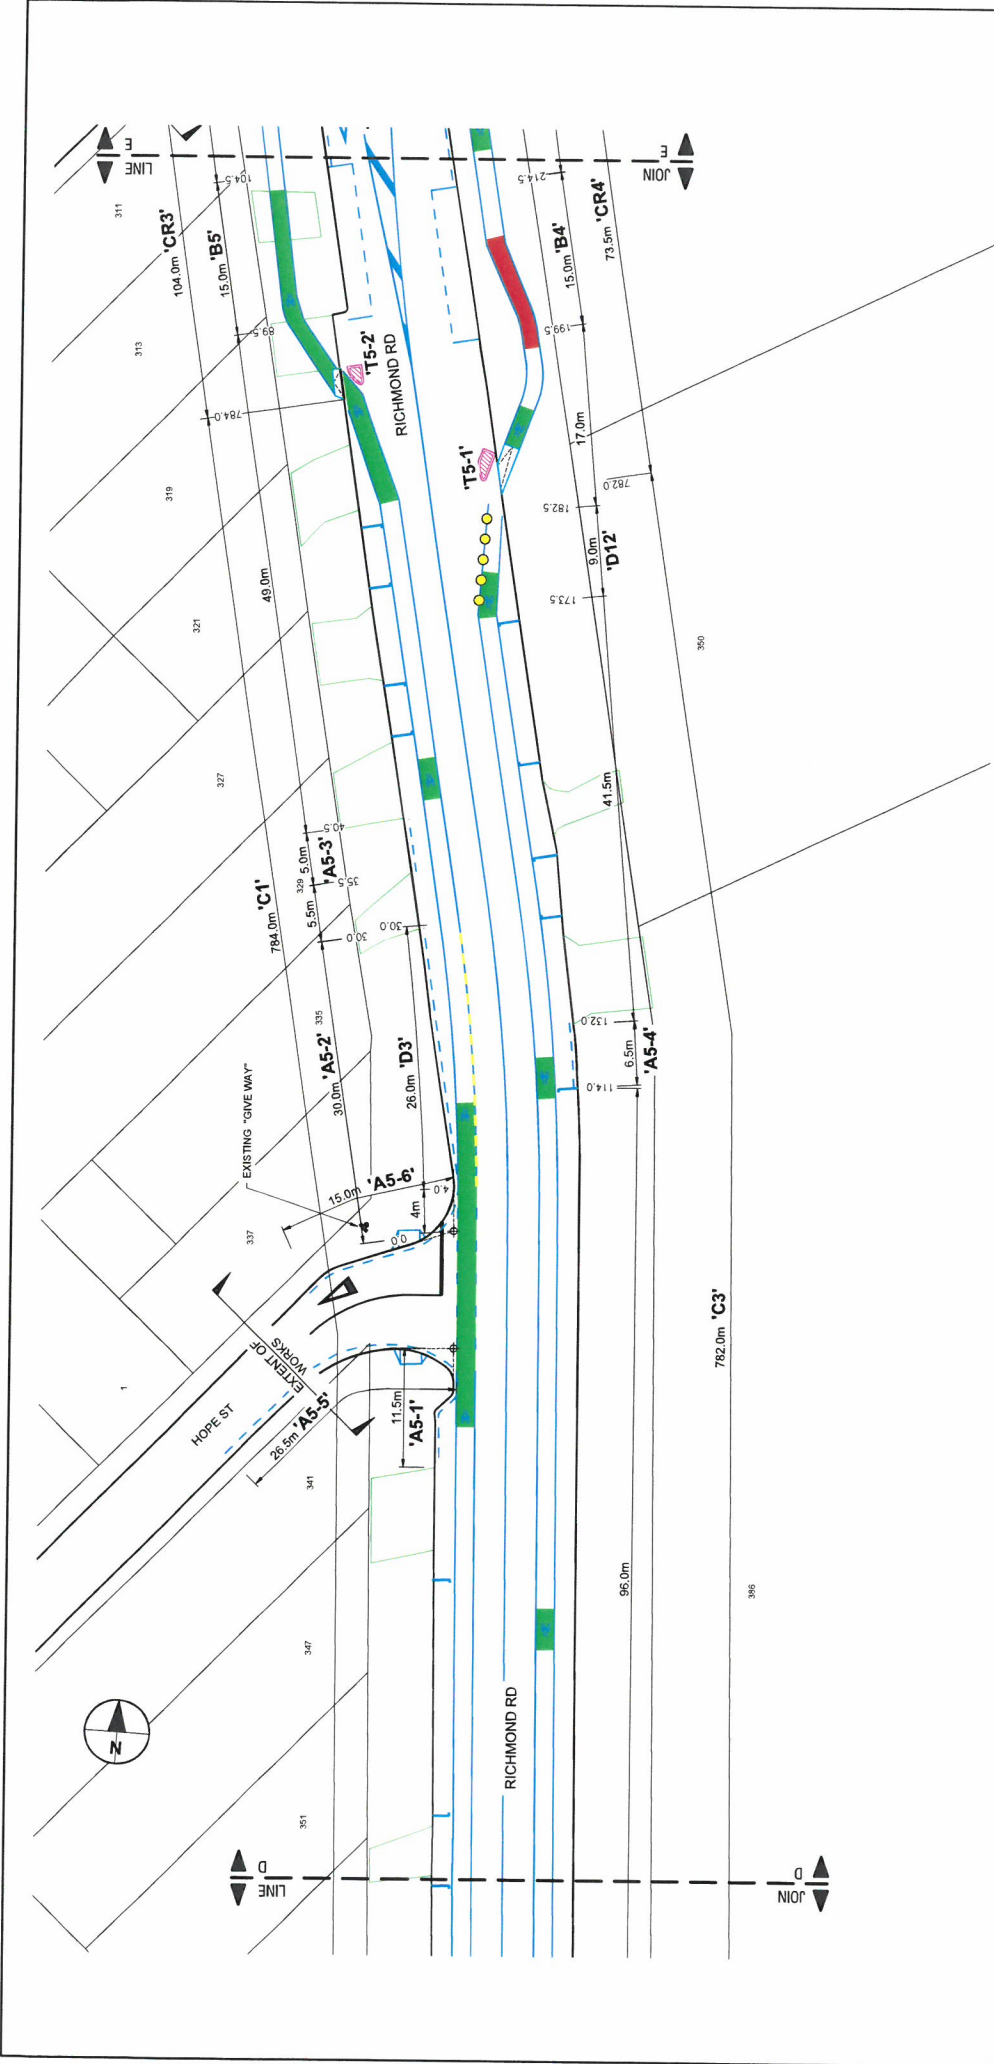 LINE
E
JOIN
E
311
104.5
214.5
104.0m 'CR3'
15.0m 'B5'
15.0m 'B4'
73.5m 'CR4'
313
89.5
199.5
'T5-2'
RICHMOND RD
784.0
17.0m
'T5-1'
782.0
319
182.5
9.0m
'D12'
49.0m
173.5
321
350
327
41.5m
40.5
5.0m
'A5-3'
329
35.5
5.5m
'C1'
784.0m
30.0
30.0
335
'A5-2'
30.0m
26.0m 'D3'
132.0
6.5m
'A5-4'
114.0
EXISTING "GIVE WAY"
15.0m 'A5-6'
4.0
4m
0.0
337
EXTENT OF
WORKS
782.0m 'C3'
1
HOPE ST
26.5m 'A5-5'
11.5m
'A5-1'
341
96.0m
386
347
N
RICHMOND RD
351
D
LINE
D
JOIN